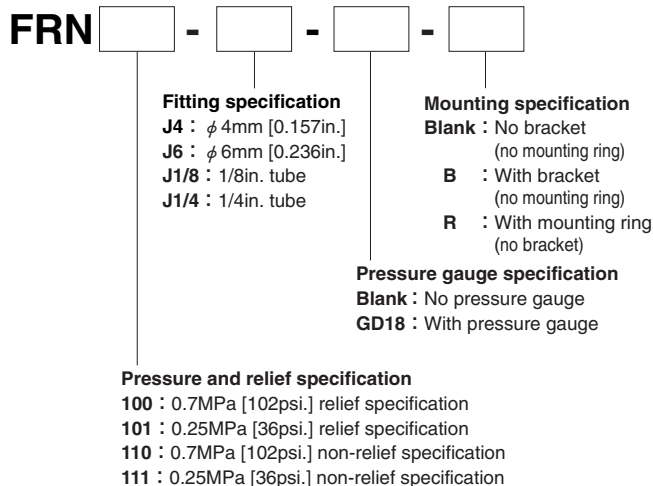 FRN - - -
Fitting specification
J4：φ4mm [0.157in.]
J6：φ6mm [0.236in.]
J1/8：1/8in. tube
J1/4：1/4in. tube
Mounting specification
Blank：No bracket
(no mounting ring)
B：With bracket
(no mounting ring)
R：With mounting ring
(no bracket)
Pressure gauge specification
Blank：No pressure gauge
GD18：With pressure gauge
Pressure and relief specification
100：0.7MPa [102psi.] relief specification
101：0.25MPa [36psi.] relief specification
110：0.7MPa [102psi.] non-relief specification
111：0.25MPa [36psi.] non-relief specification